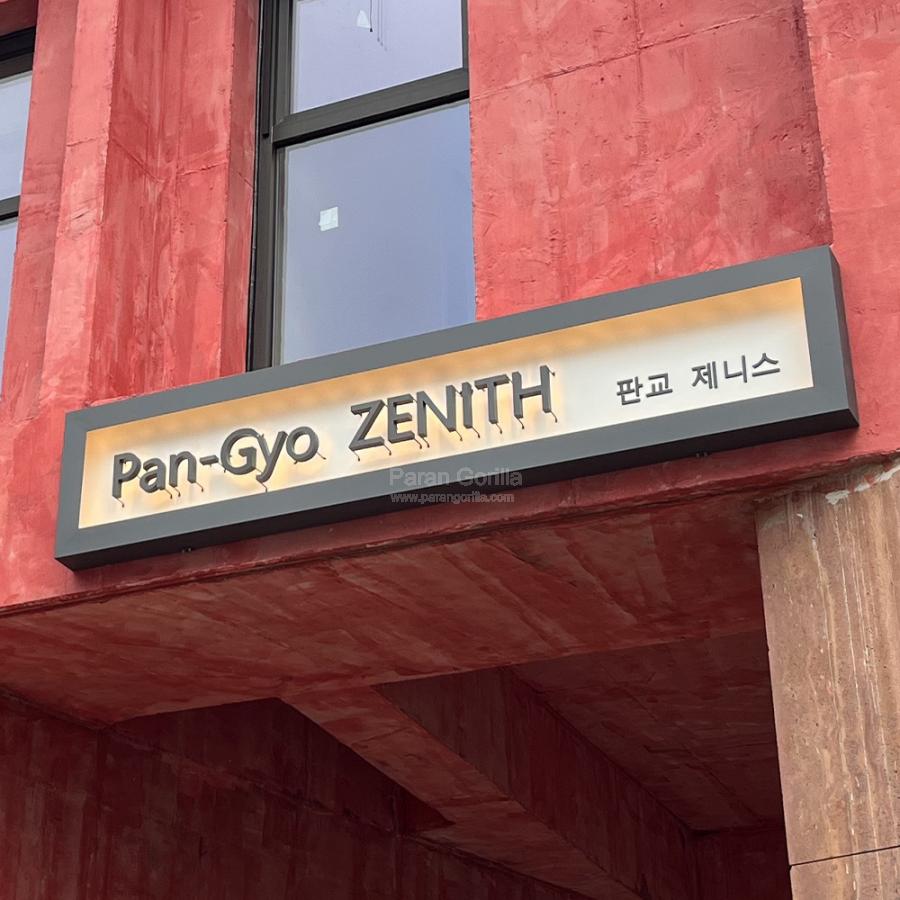 Pan-Gyo ZENITH 판교 제니스
Paran Gorilla
www.parangorilla.com